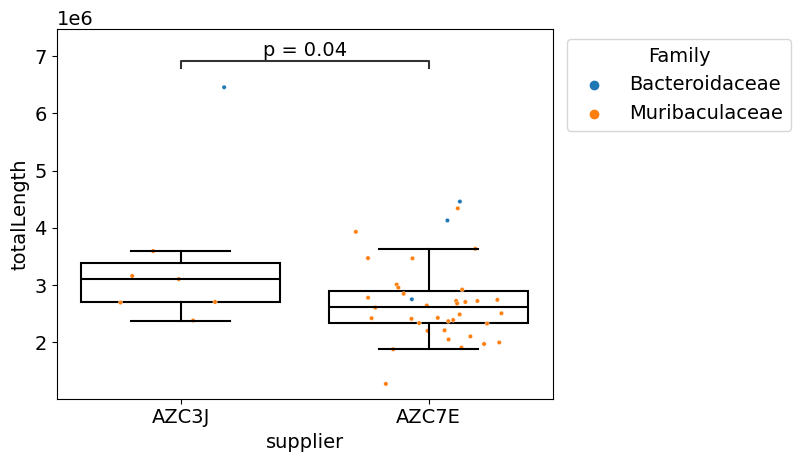 1e6
p = 0.04
7
6
5
4
3
2
totalLength
AZC3J
AZC7E
supplier
Family
Bacteroidaceae
Muribaculaceae